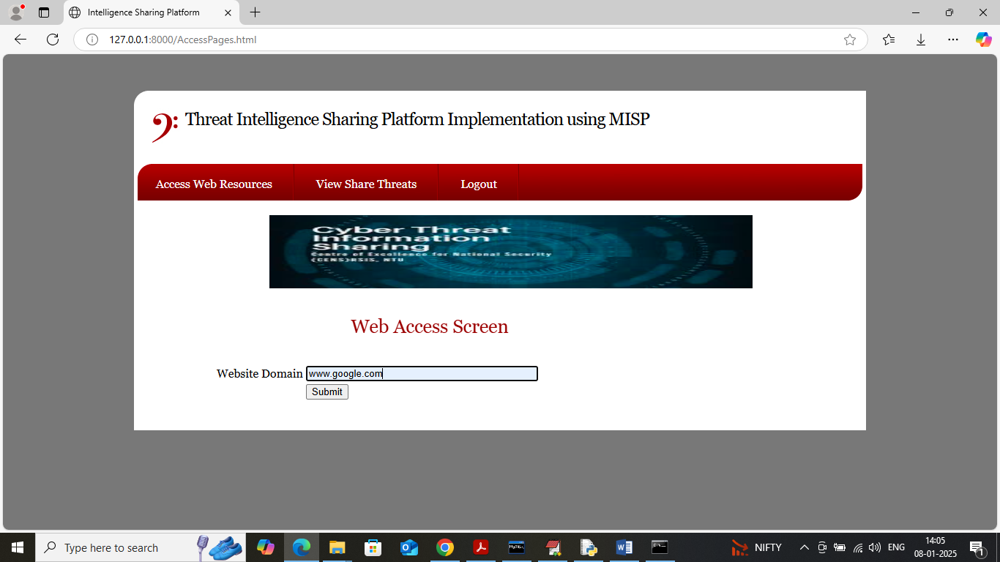 Intelligence Sharing Platform
127.0.0.1:8000/AccessPages.html
Threat Intelligence Sharing Platform Implementation using MISP
Access Web Resources
View Share Threats
Logout
Cyber Threat
Information
Sharing
Centre of Excellence for National Security
(CENS)RSIS, NTU
Web Access Screen
Website Domain www.google.com
Submit
Type here to search
NIFTY
ENG
14:05
08-01-2025
1